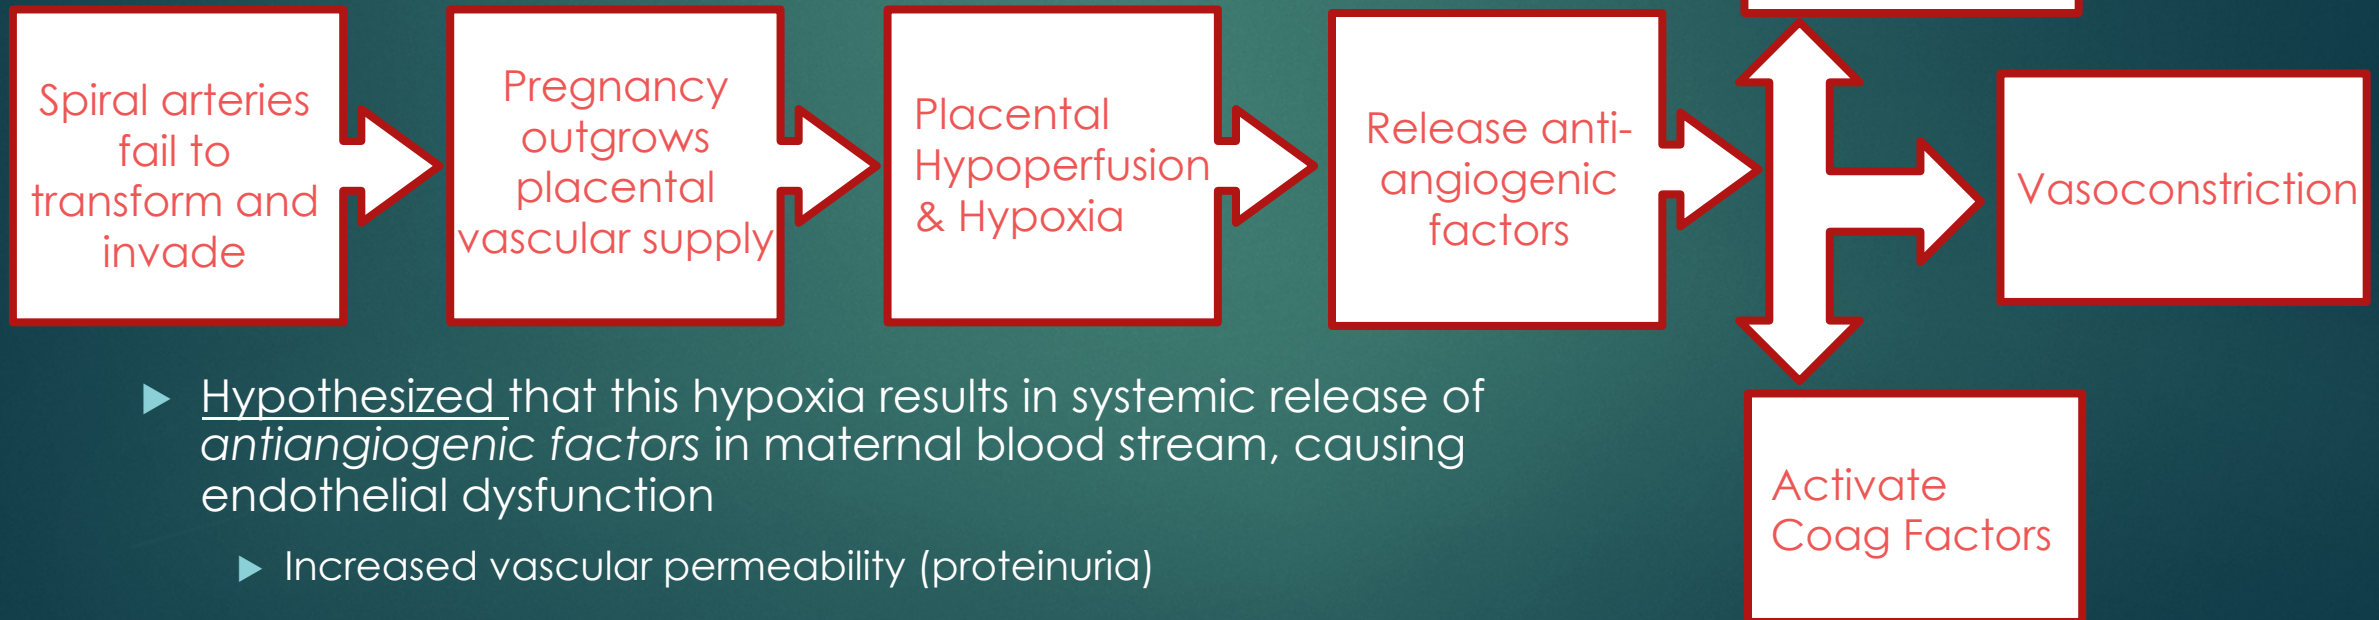 Spiral arteries
fail to
transform and
invade
Pregnancy
outgrows
placental
vascular supply
Placental
Hypoperfusion
& Hypoxia
Release anti-
angiogenic
factors
Vasoconstriction
Activate
Coag Factors
Hypothesized that this hypoxia results in systemic release of
antiangiogenic factors in maternal blood stream, causing
endothelial dysfunction
Increased vascular permeability (proteinuria)